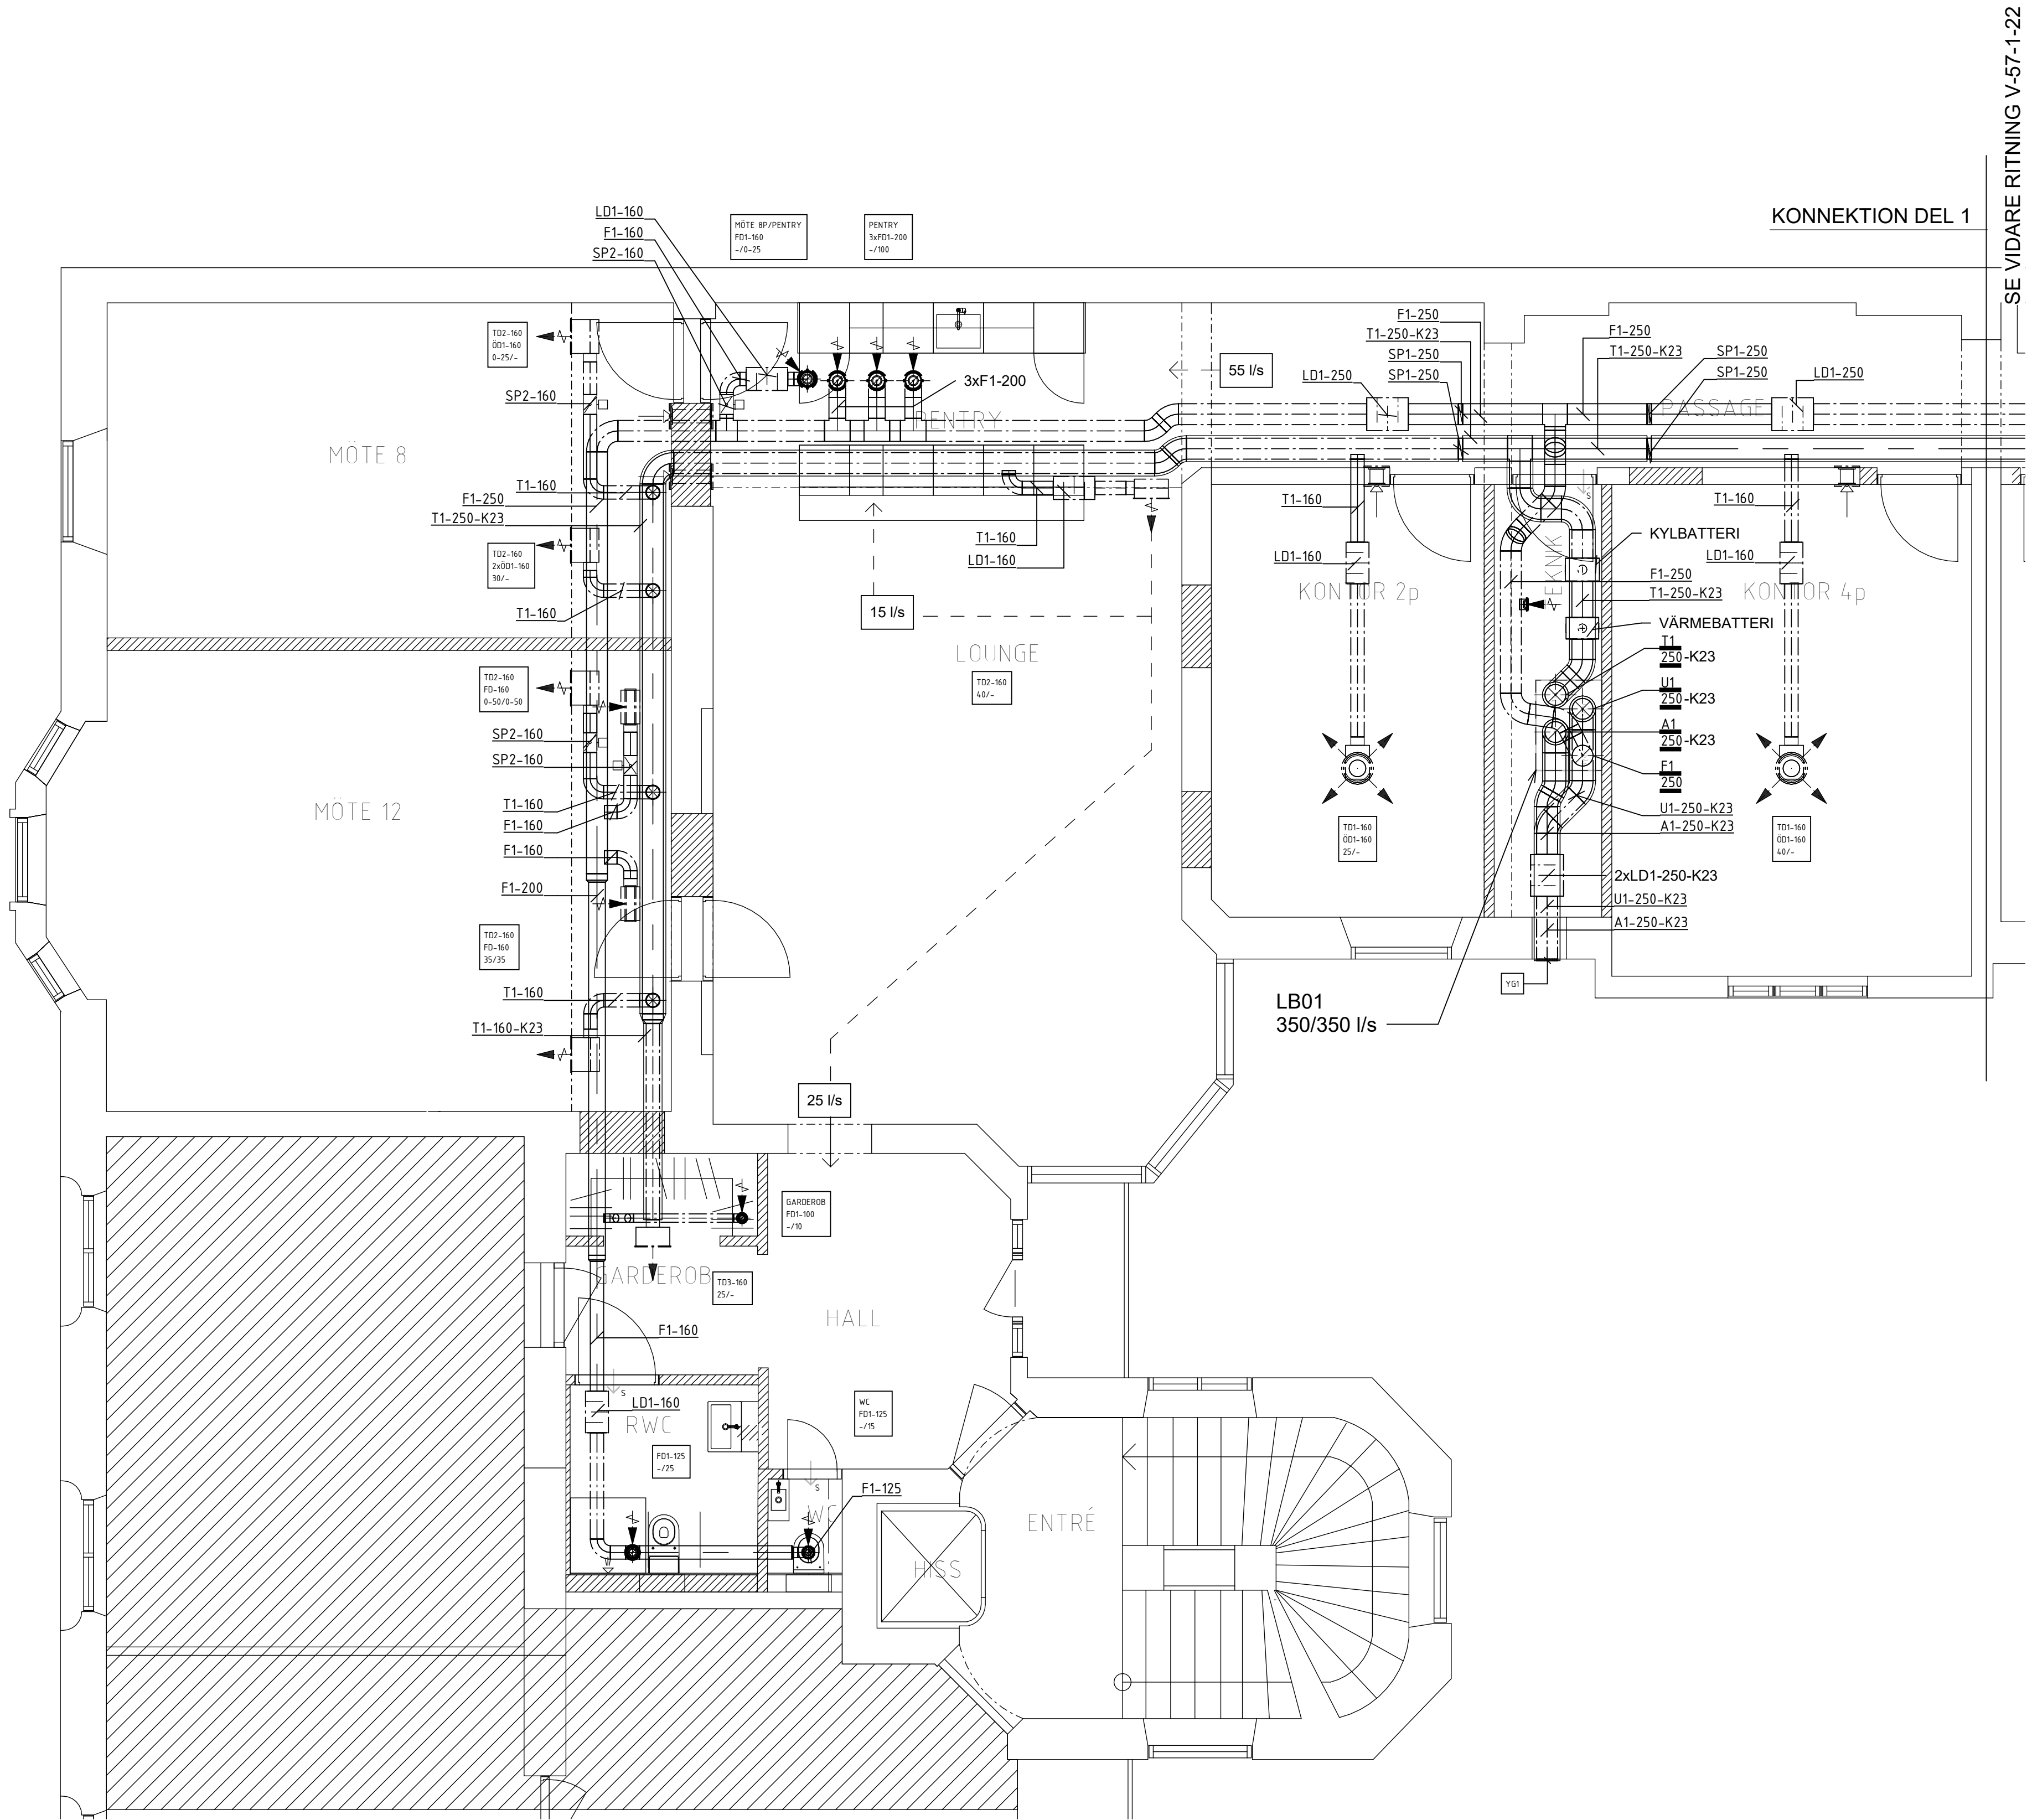 SE VIDARE RITNING V-57-1-22
KONNEKTION DEL 1
LD1-160
F1-160
SP2-160
MÖTE 8P/PENTRY
FD1-160
-/0-25
PENTRY
3xFD1-200
-/100
TD2-160
ÖD1-160
0-25/-
SP2-160
MÖTE 8
T1-160
F1-250
T1-250-K23
TD2-160
2xÖD1-160
30/-
T1-160
3xF1-200
PENTRY
55 l/s
T1-160
LD1-160
15 l/s
LOUNGE
TD2-160
40/-
F1-250
T1-250-K23
SP1-250
SP1-250
LD1-250
F1-250
T1-250-K23
SP1-250
SP1-250
LD1-250
PASSAGE
T1-160
LD1-160
KONTOR 2p
S
TEKNIK
KYLBATTERI
F1-250
T1-250-K23
VÄRMEBATTERI
T1
250-K23
U1
250-K23
A1
250-K23
F1
250
U1-250-K23
A1-250-K23
2xLD1-250-K23
U1-250-K23
A1-250-K23
YG1
T1-160
LD1-160
KONTOR 4p
TD1-160
ÖD1-160
25/-
TD1-160
ÖD1-160
40/-
LB01
350/350 l/s
TD2-160
FD-160
0-50/0-50
SP2-160
SP2-160
MÖTE 12
T1-160
F1-160
F1-160
F1-200
TD2-160
FD-160
35/35
T1-160
T1-160-K23
25 l/s
GARDEROB
FD1-100
-/10
GARDEROB
TD3-160
25/-
HALL
F1-160
S
LD1-160
RWC
FD1-125
-/25
WC
FD1-125
-/15
S
WC
F1-125
ENTRÉ
HISS